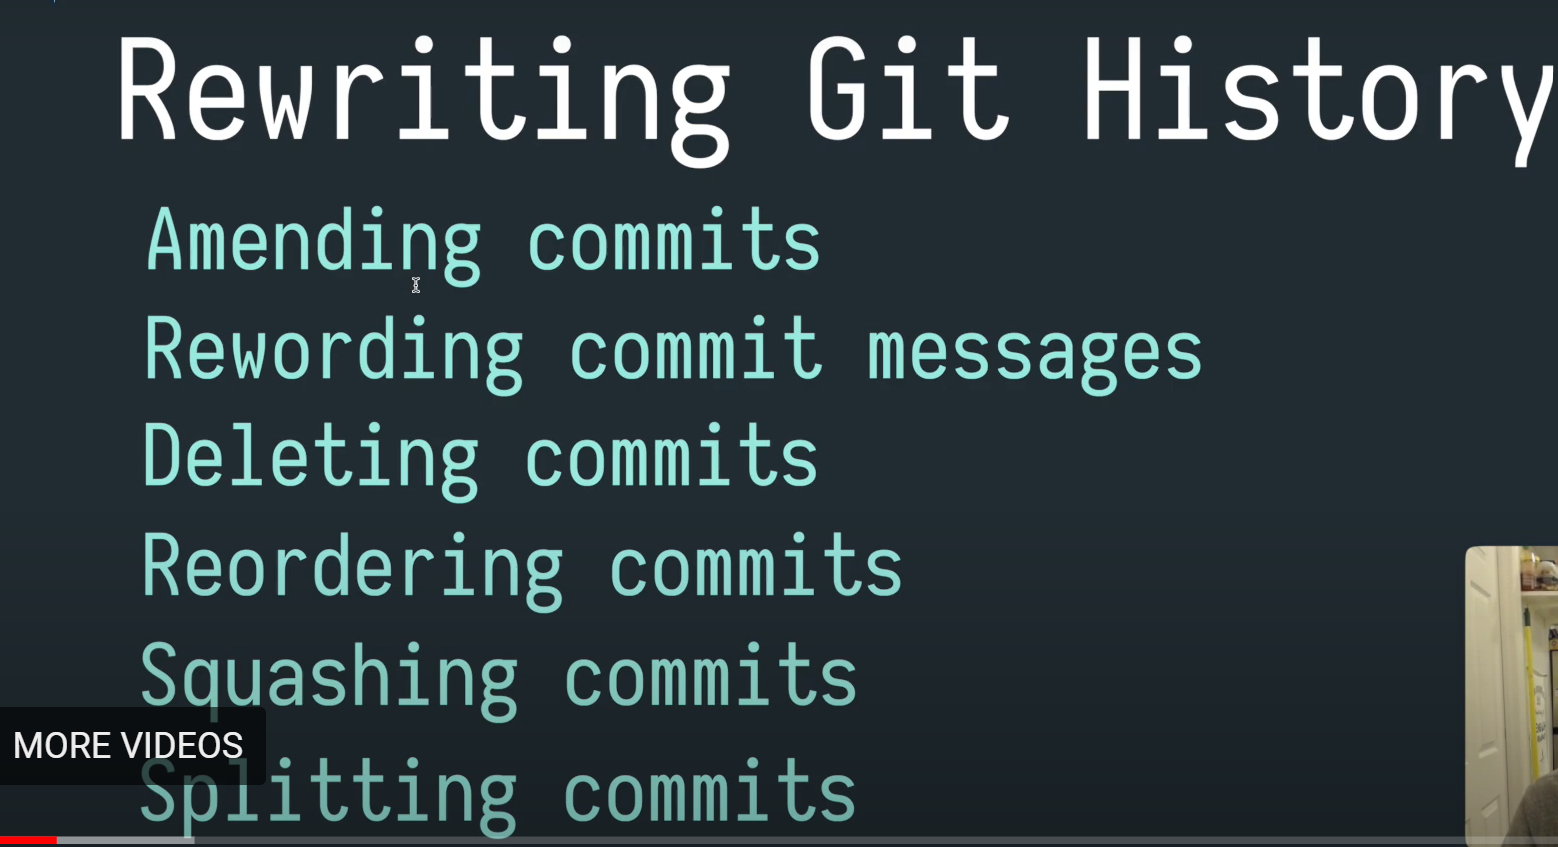 Rewriting Git History
Amending commits
Rewording commit messages
Deleting commits
Reordering commits
Squashing commits
MORE VIDEOS
Splitting commits